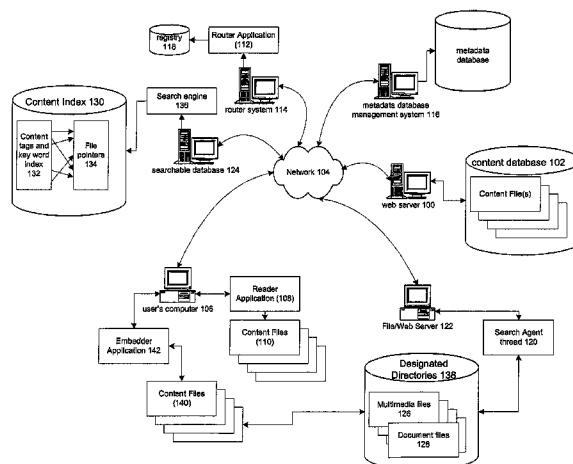 registry
118
Router Application
(112)
router system 114
metadata
database
metadata database
management system 116
Content Index 130
Content
tags and
key word
index
132
File
pointers
134
Search engine
136
searchable database 124
Network 104
web server 100
content database 102
Content File(s)
user's computer 106
Reader
Application (108)
Content Files
(110)
Embedder
Application 142
Content Files
(140)
File/Web Server 122
Search Agent
thread 120
Designated
Directories 138
Multimedia files
126
Document files
128